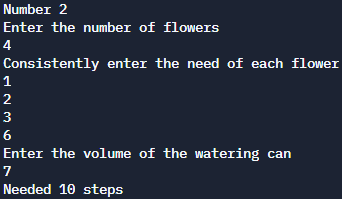 Number 2
Enter the number of flowers
4
Consistently enter the need of each flower
1
2
3
6
Enter the volume of the watering can
7
Needed 10 steps